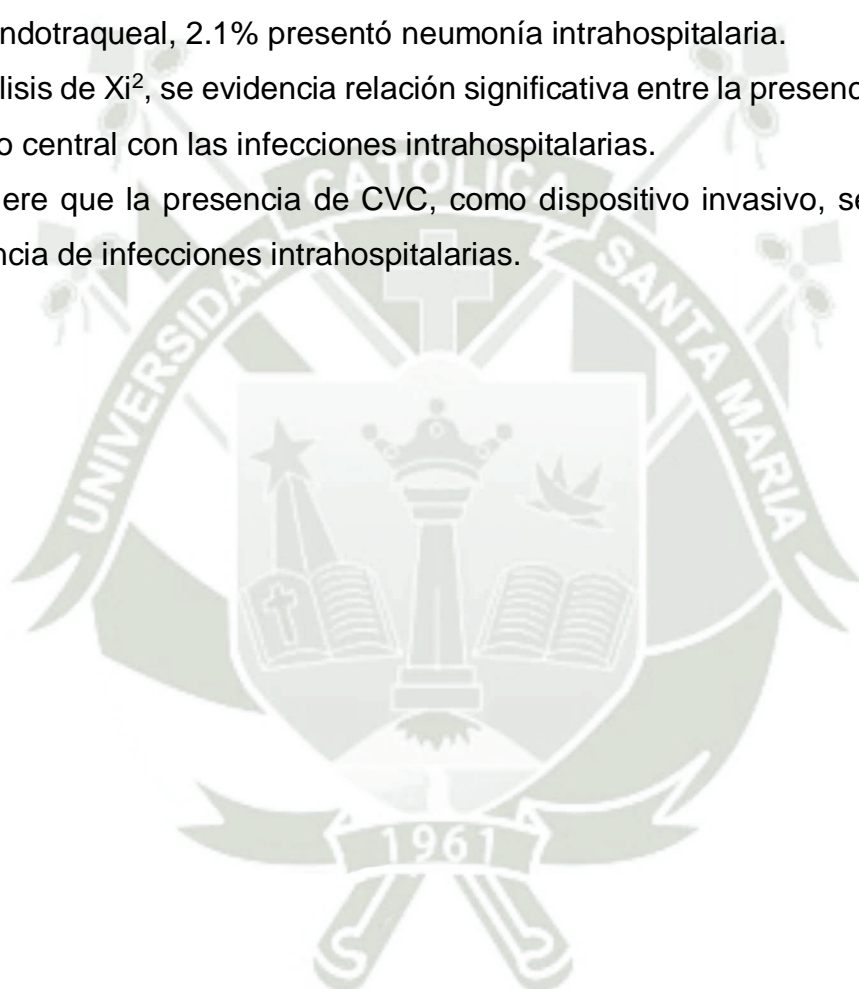 ndotraqueal, 2.1% presentó neumonía intrahospitalaria.
lisis de Xi², se evidencia relación significativa entre la presenc
o central con las infecciones intrahospitalarias.
ere que la presencia de CVC, como dispositivo invasivo, se
ncia de infecciones intrahospitalarias.
UNIVERSIDAD CATOLICA SANTA MARIA
1961